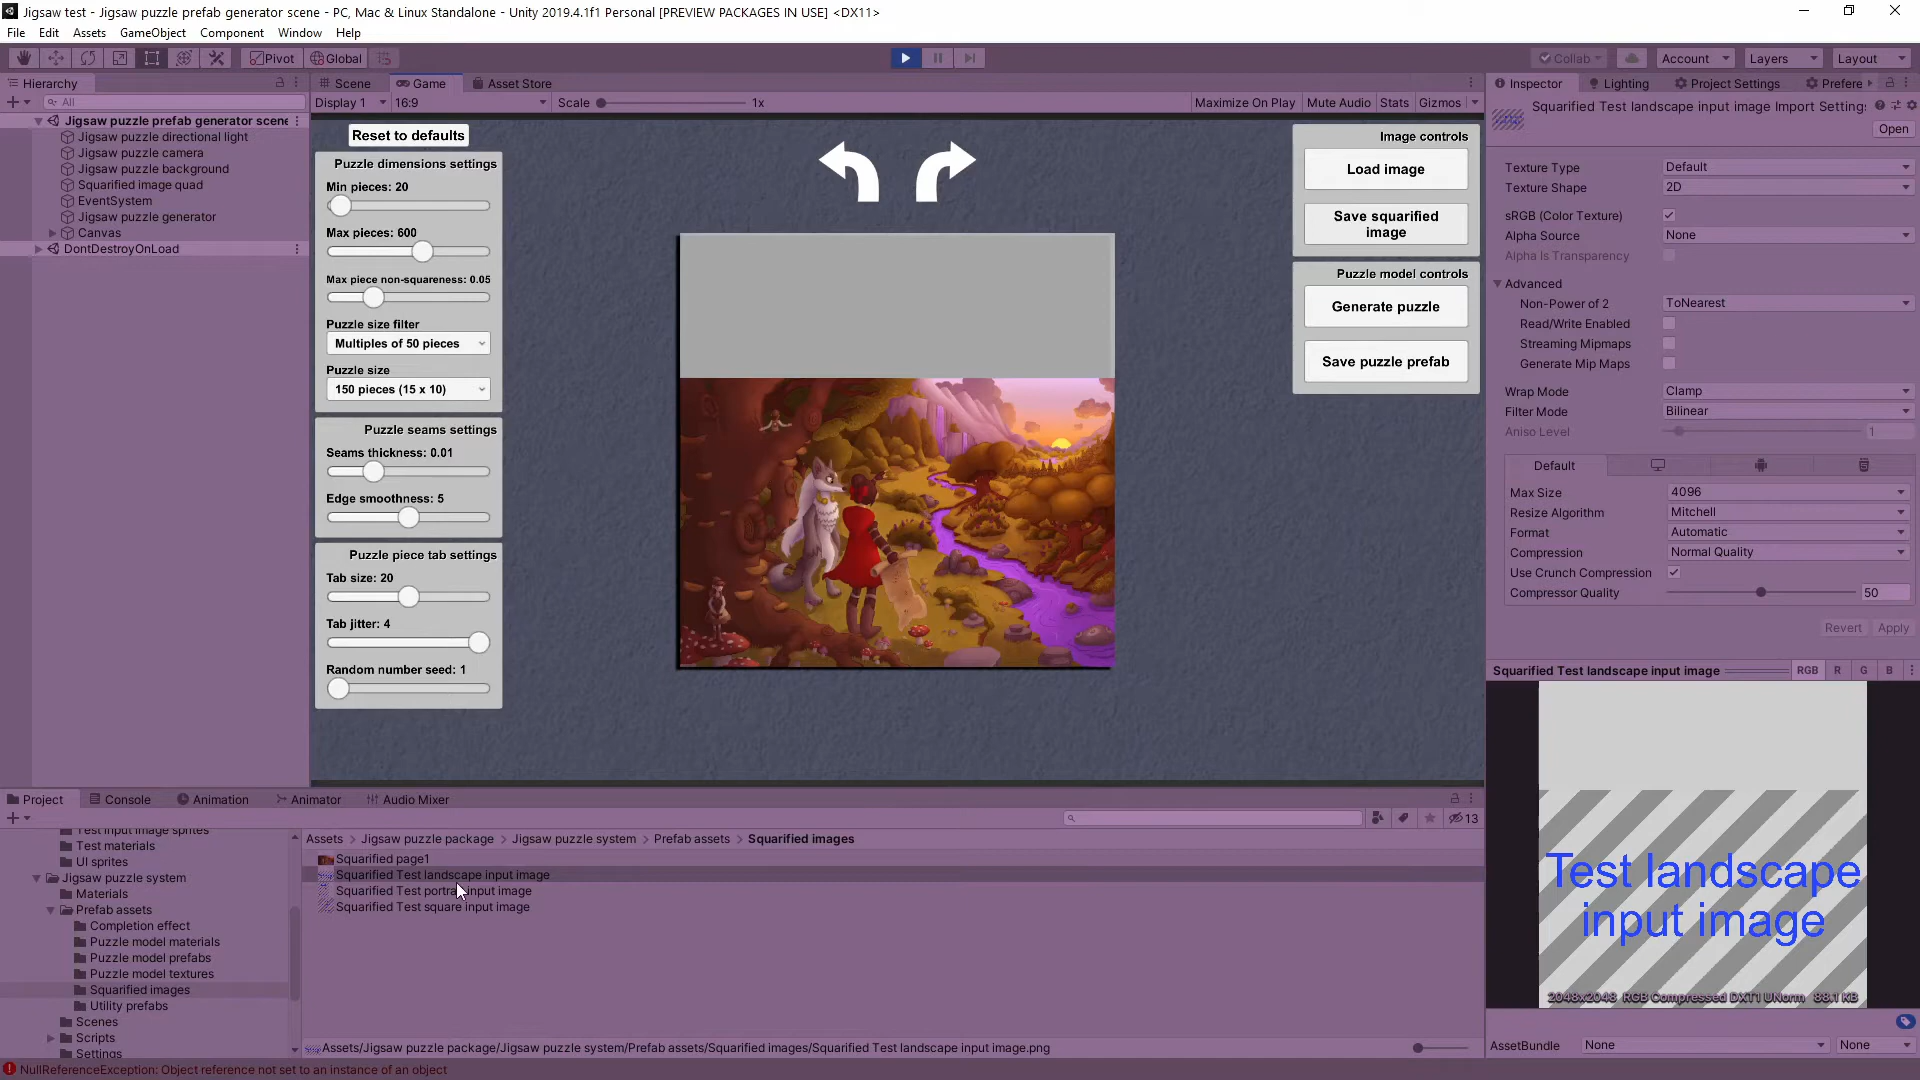 Jigsaw test - Jigsaw puzzle prefab generator scene - PC, Mac & Linux Standalone - Unity 2019.4.1f1 Personal [PREVIEW PACKAGES IN USE] <DX11>
File Edit Assets GameObject Component Window Help
Pivot Global Collab Account Layers Layout
Hierarchy
All
Jigsaw puzzle prefab generator scene
Jigsaw puzzle directional light
Jigsaw puzzle camera
Jigsaw puzzle background
Squarified image quad
EventSystem
Jigsaw puzzle generator
Canvas
DontDestroyOnLoad
Scene Game Asset Store
Display 1 16:9 Scale 1x Maximize On Play Mute Audio Stats Gizmos
Reset to defaults
Puzzle dimensions settings
Min pieces: 20
Max pieces: 600
Max piece non-squareness: 0.05
Puzzle size filter
Multiples of 50 pieces
Puzzle size
150 pieces (15 x 10)
Puzzle seams settings
Seams thickness: 0.01
Edge smoothness: 5
Puzzle piece tab settings
Tab size: 20
Tab jitter: 4
Random number seed: 1
Image controls
Load image
Save squarified
image
Puzzle model controls
Generate puzzle
Save puzzle prefab
Inspector Lighting Project Settings Prefere
Squarified Test landscape input image Import Settings
Open
Texture Type Default
Texture Shape 2D
sRGB (Color Texture)
Alpha Source None
Alpha Is Transparency
Advanced
Non-Power of 2 ToNearest
Read/Write Enabled
Streaming Mipmaps
Generate Mip Maps
Wrap Mode Clamp
Filter Mode Bilinear
Aniso Level 1
Default
Max Size 4096
Resize Algorithm Mitchell
Format Automatic
Compression Normal Quality
Use Crunch Compression
Compressor Quality 50
Revert Apply
Squarified Test landscape input image RGB R G B
Test landscape
input image
2048x2048 RGB Compressed DXT1 UNorm 88.1 KB
AssetBundle None None
Project Console Animation Animator Audio Mixer
13
Test input image sprites
Test materials
UI sprites
Jigsaw puzzle system
Materials
Prefab assets
Completion effect
Puzzle model materials
Puzzle model prefabs
Puzzle model textures
Squarified images
Utility prefabs
Scenes
Scripts
Settings
Assets Jigsaw puzzle package Jigsaw puzzle system Prefab assets Squarified images
Squarified page1
Squarified Test landscape input image
Squarified Test portrait input image
Squarified Test square input image
Assets/Jigsaw puzzle package/Jigsaw puzzle system/Prefab assets/Squarified images/Squarified Test landscape input image.png
NullReferenceException: Object reference not set to an instance of an object